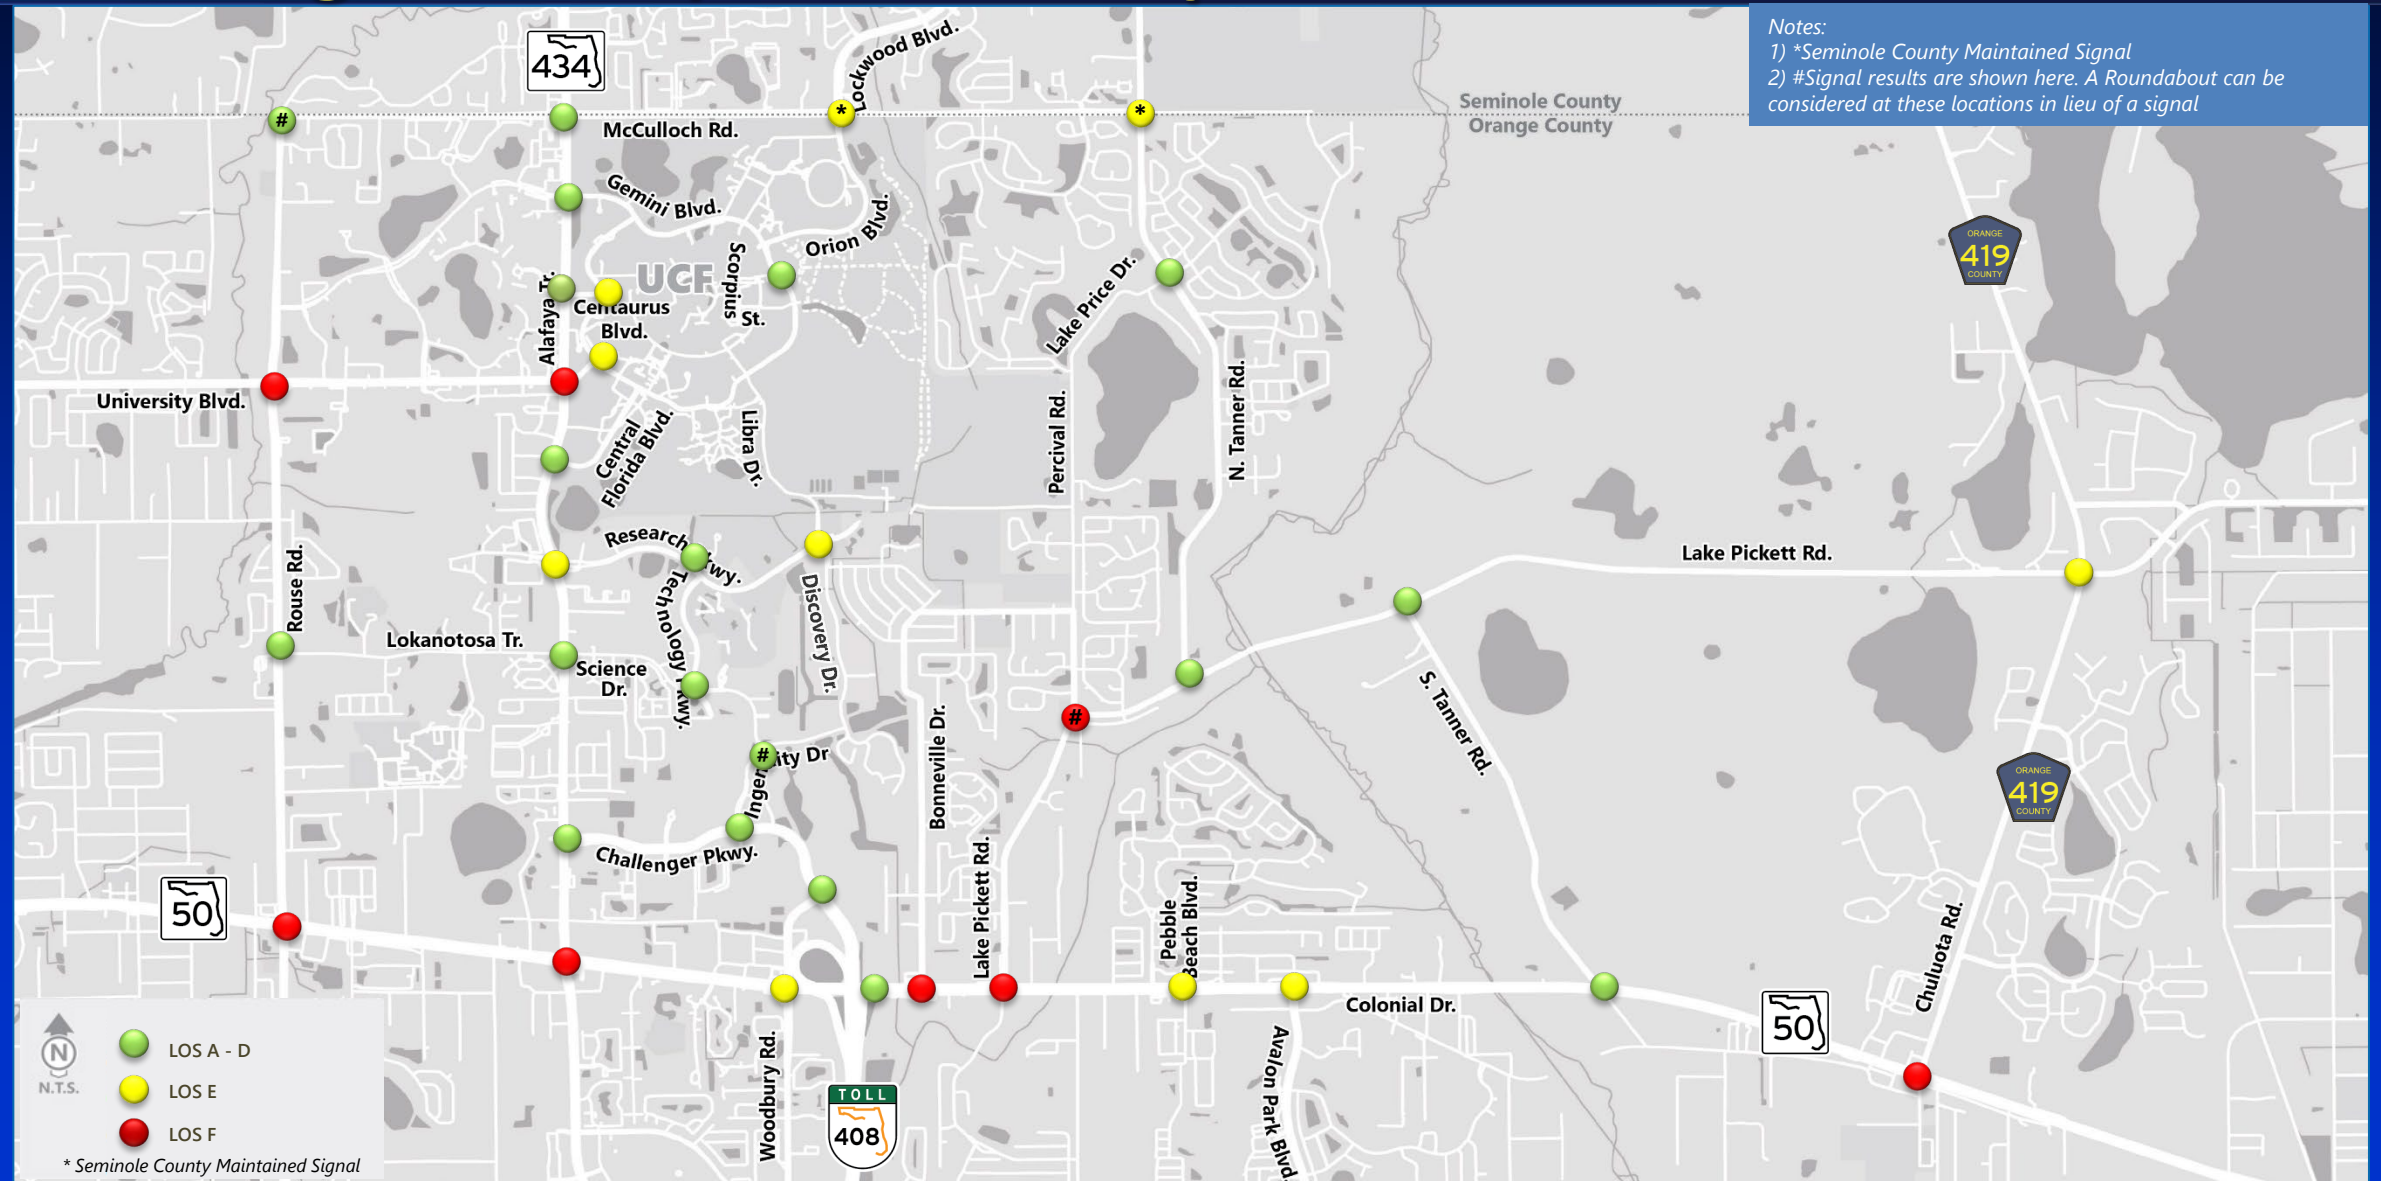 Notes:
1) *Seminole County Maintained Signal
2) #Signal results are shown here. A Roundabout can be
considered at these locations in lieu of a signal
434
Lockwood Blvd.
Seminole County
Orange County
#
*
*
McCulloch Rd.
Gemini Blvd.
Orion Blvd.
Scorpius
St.
UCF
Centaurus
Blvd.
Alafaya Tr.
Lake Price Dr.
ORANGE
419
COUNTY
University Blvd.
Central
Florida Blvd.
Libra Dr.
Percival Rd.
N. Tanner Rd.
Research
kwy.
Rouse Rd.
Lake Pickett Rd.
Technology
kwy.
Discovery Dr.
Lokanotosa Tr.
Science
Dr.
S. Tanner Rd.
#
#
ity Dr
Ingen
Bonneville Dr.
ORANGE
419
COUNTY
Challenger Pkwy.
Lake Pickett Rd.
Pebble
Beach Blvd.
50
Chuluota Rd.
Colonial Dr.
50
Woodbury Rd.
Avalon Park Blvd.
TOLL
408
N
N.T.S.
LOS A - D
LOS E
LOS F
* Seminole County Maintained Signal